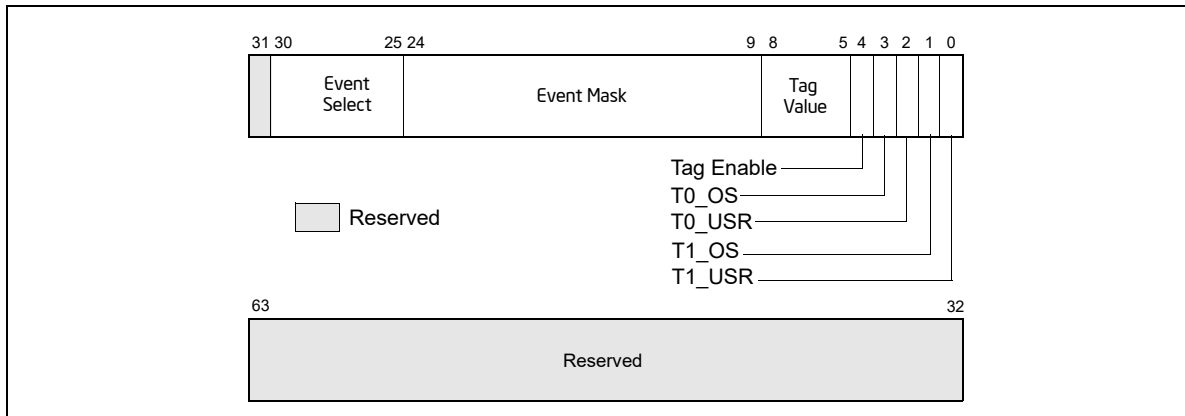 31 30 25 24 9 8 5 4 3 2 1 0
Event
Select
Event Mask
Tag
Value
Tag Enable
T0_OS
T0_USR
T1_OS
T1_USR
Reserved
63 32
Reserved